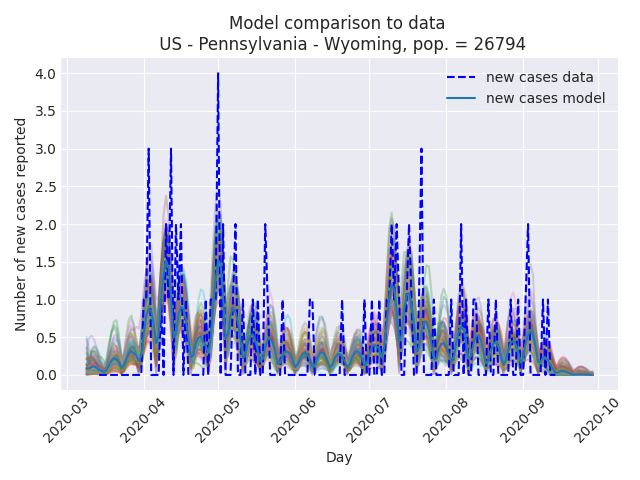 Model comparison to data
US - Pennsylvania - Wyoming, pop. = 26794
new cases data
new cases model
Number of new cases reported
4.0
3.5
3.0
2.5
2.0
1.5
1.0
0.5
0.0
2020-03
2020-04
2020-05
2020-06
2020-07
2020-08
2020-09
2020-10
Day